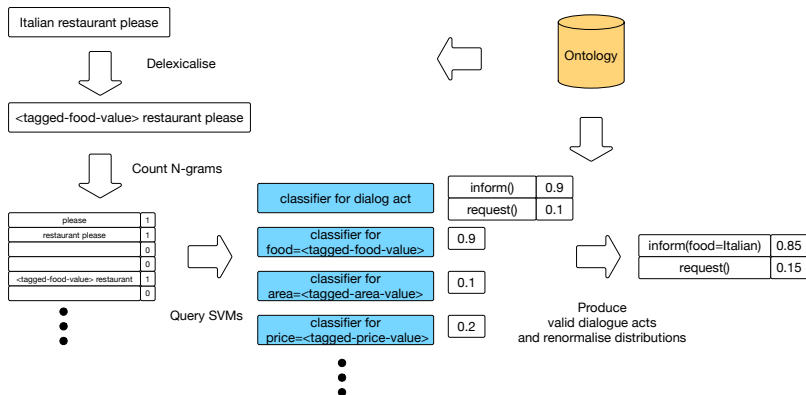 Italian restaurant please
Delexicalise
Ontology
<tagged-food-value> restaurant please
Count N-grams
please 1
restaurant please 1
0
0
<tagged-food-value> restaurant 1
0
Query SVMs
classifier for dialog act
inform() 0.9
request() 0.1
classifier for
food=<tagged-food-value>
0.9
classifier for
area=<tagged-area-value>
0.1
classifier for
price=<tagged-price-value>
0.2
inform(food=Italian) 0.85
request() 0.15
Produce
valid dialogue acts
and renormalise distributions